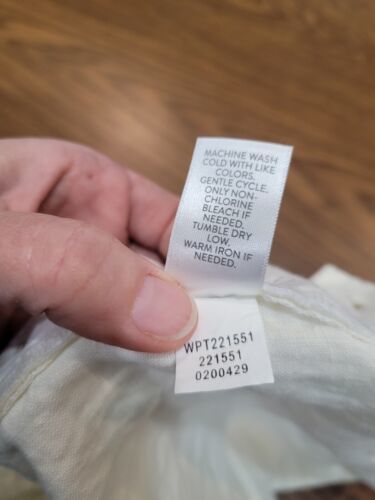 MACHINE WASH
COLD WITH LIKE
COLORS.
GENTLE CYCLE.
ONLY NON-
CHLORINE
BLEACH IF
NEEDED.
TUMBLE DRY
LOW.
WARM IRON IF
NEEDED.
WPT221551
221551
0200429